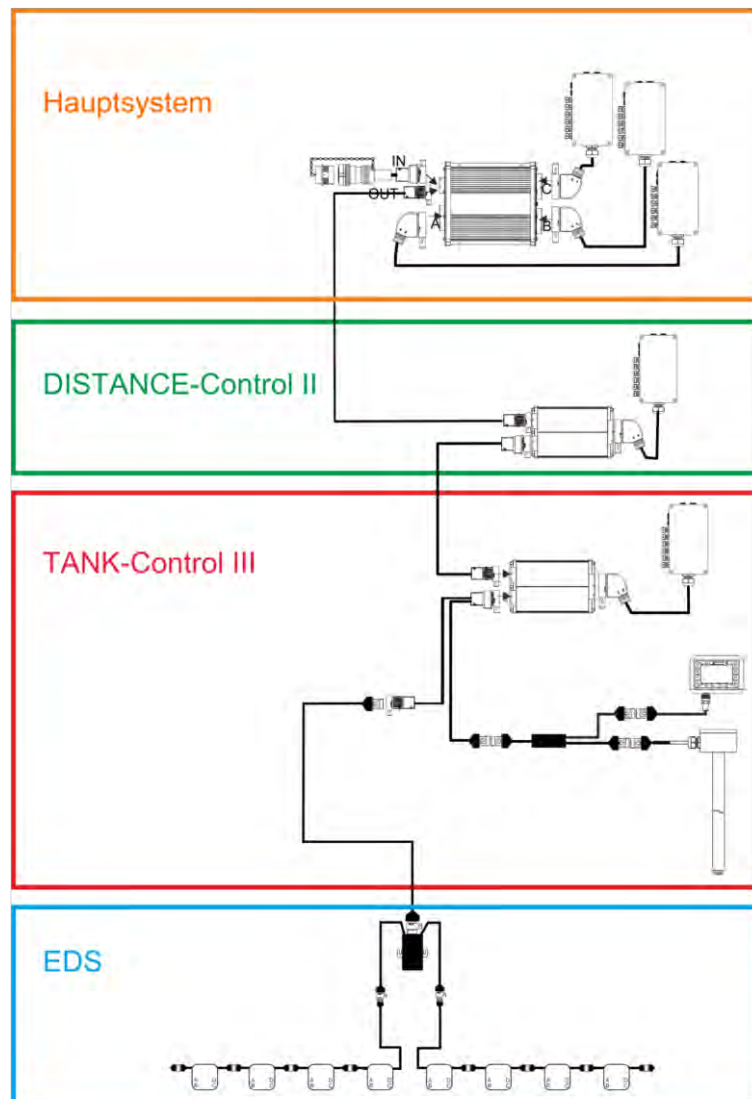 Hauptsystem
IN
OUT
C
A
B
DISTANCE-Control II
TANK-Control III
EDS